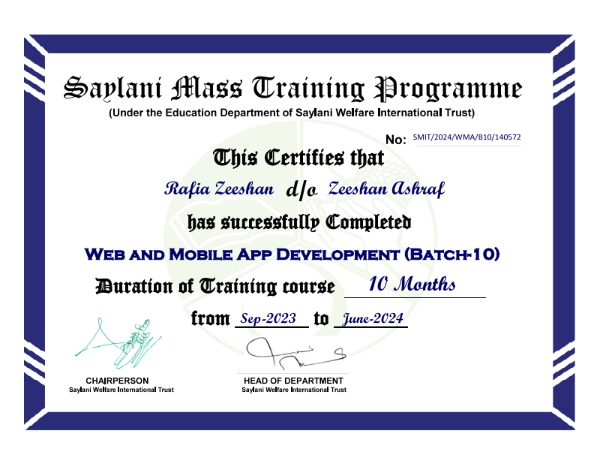 Saylani Mass Training Programme
(Under the Education Department of Saylani Welfare International Trust)
No: SMIT/2024/WMA/B10/140572
This Certifies that
Rafia Zeeshan d/o Zeeshan Ashraf
has successfully Completed
WEB AND MOBILE APP DEVELOPMENT (BATCH-10)
Duration of Training course 10 Months
from Sep-2023 to June-2024
CHAIRPERSON
Saylani Welfare International Trust
HEAD OF DEPARTMENT
Saylani Welfare International Trust